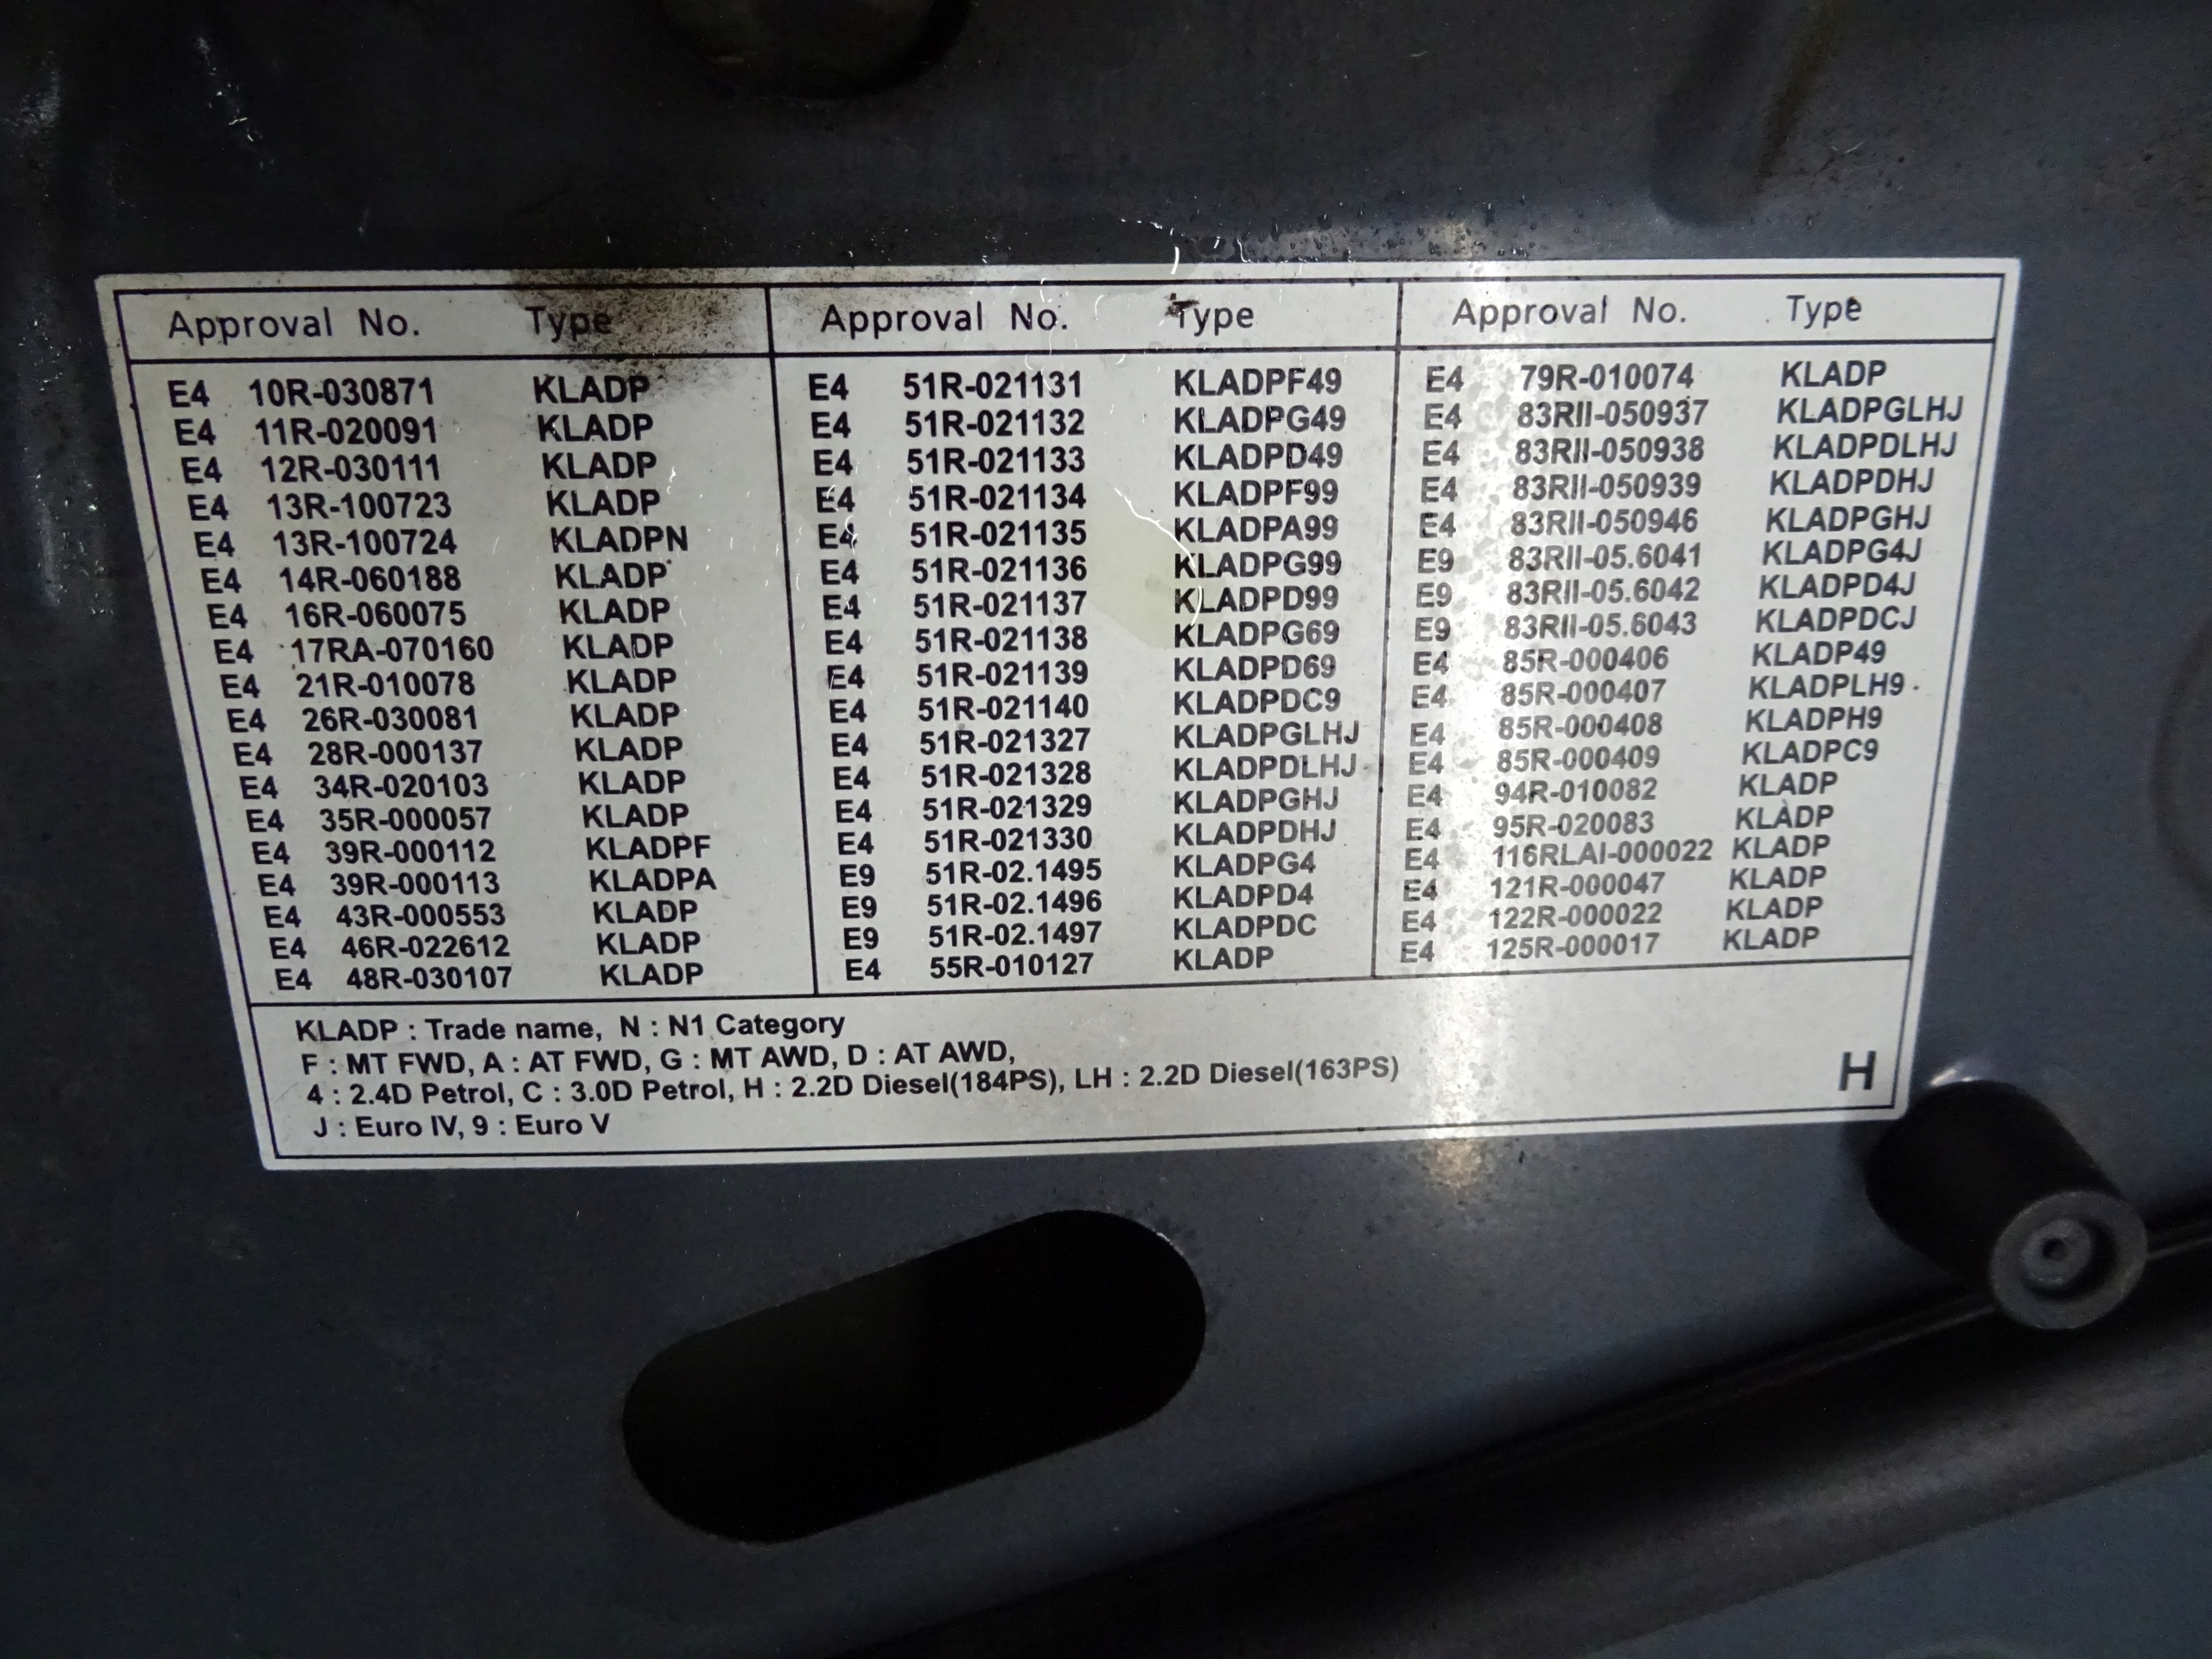 Approval No. Type
E4 10R-030871 KLADP
E4 11R-020091 KLADP
E4 12R-030111 KLADP
E4 13R-100723 KLADP
E4 13R-100724 KLADPN
E4 14R-060188 KLADP
E4 16R-060075 KLADP
E4 17RA-070160 KLADP
E4 21R-010078 KLADP
E4 26R-030081 KLADP
E4 28R-000137 KLADP
E4 34R-020103 KLADP
E4 35R-000057 KLADP
E4 39R-000112 KLADPF
E4 39R-000113 KLADPA
E4 43R-000553 KLADP
E4 46R-022612 KLADP
E4 48R-030107 KLADP
Approval No. Type
E4 51R-021131 KLADPF49
E4 51R-021132 KLADPG49
E4 51R-021133 KLADPD49
E4 51R-021134 KLADPF99
E4 51R-021135 KLADPA99
E4 51R-021136 KLADPG99
E4 51R-021137 KLADPD99
E4 51R-021138 KLADPG69
E4 51R-021139 KLADPD69
E4 51R-021140 KLADPDC9
E4 51R-021327 KLADPGLHJ
E4 51R-021328 KLADPDLHJ
E4 51R-021329 KLADPGHJ
E4 51R-021330 KLADPDHJ
E9 51R-02.1495 KLADPG4
E9 51R-02.1496 KLADPD4
E9 51R-02.1497 KLADPDC
E4 55R-010127 KLADP
Approval No. Type
E4 79R-010074 KLADP
E4 83RII-050937 KLADPGLHJ
E4 83RII-050938 KLADPDLHJ
E4 83RII-050939 KLADPDHJ
E4 83RII-050946 KLADPGHJ
E9 83RII-05.6041 KLADPG4J
E9 83RII-05.6042 KLADPD4J
E9 83RII-05.6043 KLADPDCJ
E4 85R-000406 KLADP49
E4 85R-000407 KLADPLH9
E4 85R-000408 KLADPH9
E4 85R-000409 KLADPC9
E4 94R-010082 KLADP
E4 95R-020083 KLADP
E4 116RLAI-000022 KLADP
E4 121R-000047 KLADP
E4 122R-000022 KLADP
E4 125R-000017 KLADP
KLADP : Trade name, N : N1 Category
F : MT FWD, A : AT FWD, G : MT AWD, D : AT AWD,
4 : 2.4D Petrol, C : 3.0D Petrol, H : 2.2D Diesel(184PS), LH : 2.2D Diesel(163PS)
J : Euro IV, 9 : Euro V
H